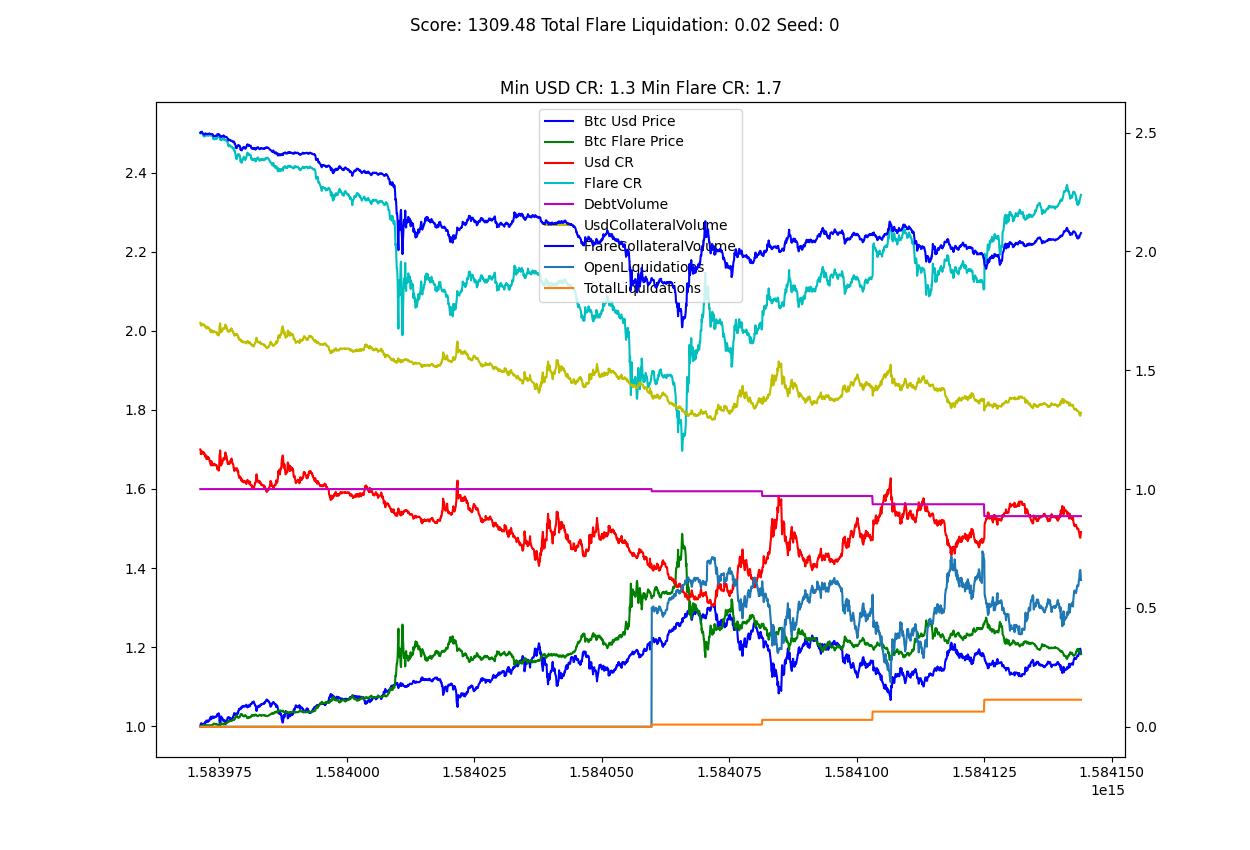 Score: 1309.48 Total Flare Liquidation: 0.02 Seed: 0
Min USD CR: 1.3 Min Flare CR: 1.7
Btc Usd Price
Btc Flare Price
Usd CR
Flare CR
DebtVolume
UsdCollateralVolume
FlareCollateralVolume
OpenLiquidations
TotalLiquidations
2.4
2.2
2.0
1.8
1.6
1.4
1.2
1.0
2.5
2.0
1.5
1.0
0.5
0.0
1.583975 1.584000 1.584025 1.584050 1.584075 1.584100 1.584125 1.584150
1e15